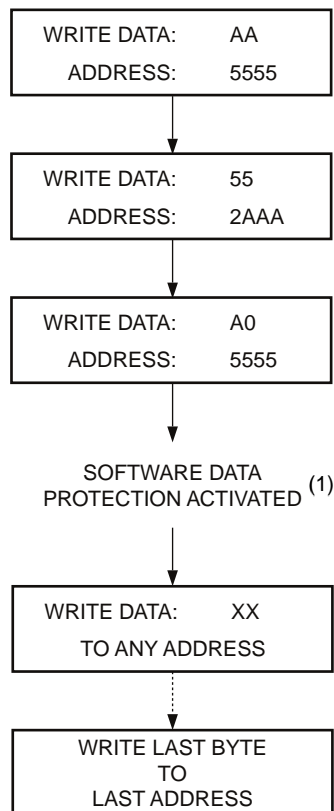 WRITE DATA: AA
ADDRESS: 5555
WRITE DATA: 55
ADDRESS: 2AAA
WRITE DATA: A0
ADDRESS: 5555
SOFTWARE DATA
PROTECTION ACTIVATED (1)
WRITE DATA: XX
TO ANY ADDRESS
WRITE LAST BYTE
TO
LAST ADDRESS